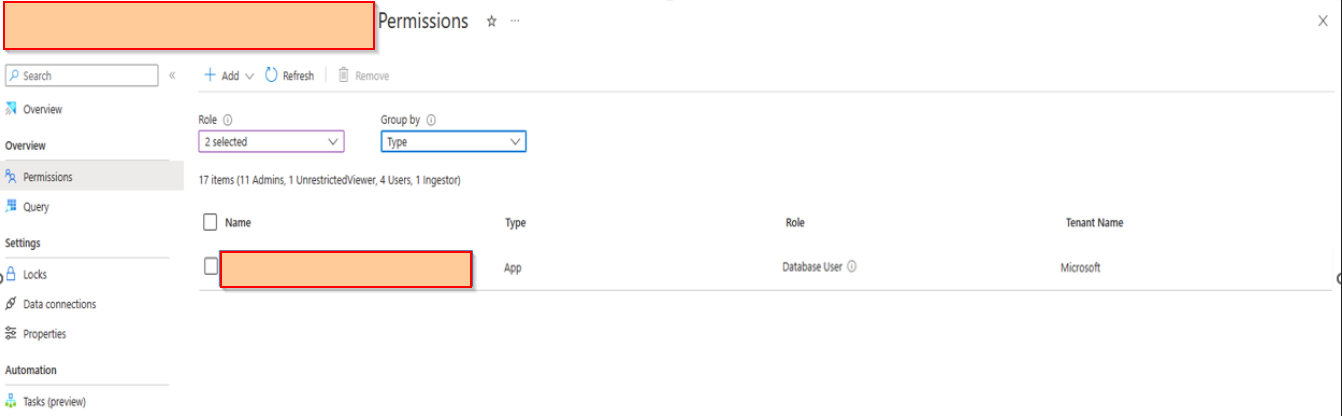 Permissions
Search
Add
Refresh
Remove
Overview
Role
Group by
2 selected
Type
Overview
Permissions
17 items (11 Admins, 1 UnrestrictedViewer, 4 Users, 1 Ingestor)
Query
Name Type Role Tenant Name
Settings
App Database User Microsoft
Locks
Data connections
Properties
Automation
Tasks (preview)